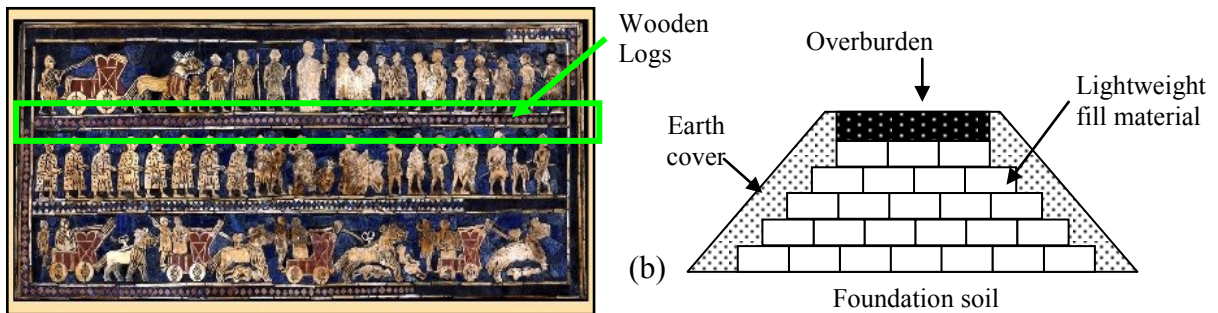 Wooden
Logs
Overburden
Lightweight
fill material
Earth
cover
(b)
Foundation soil